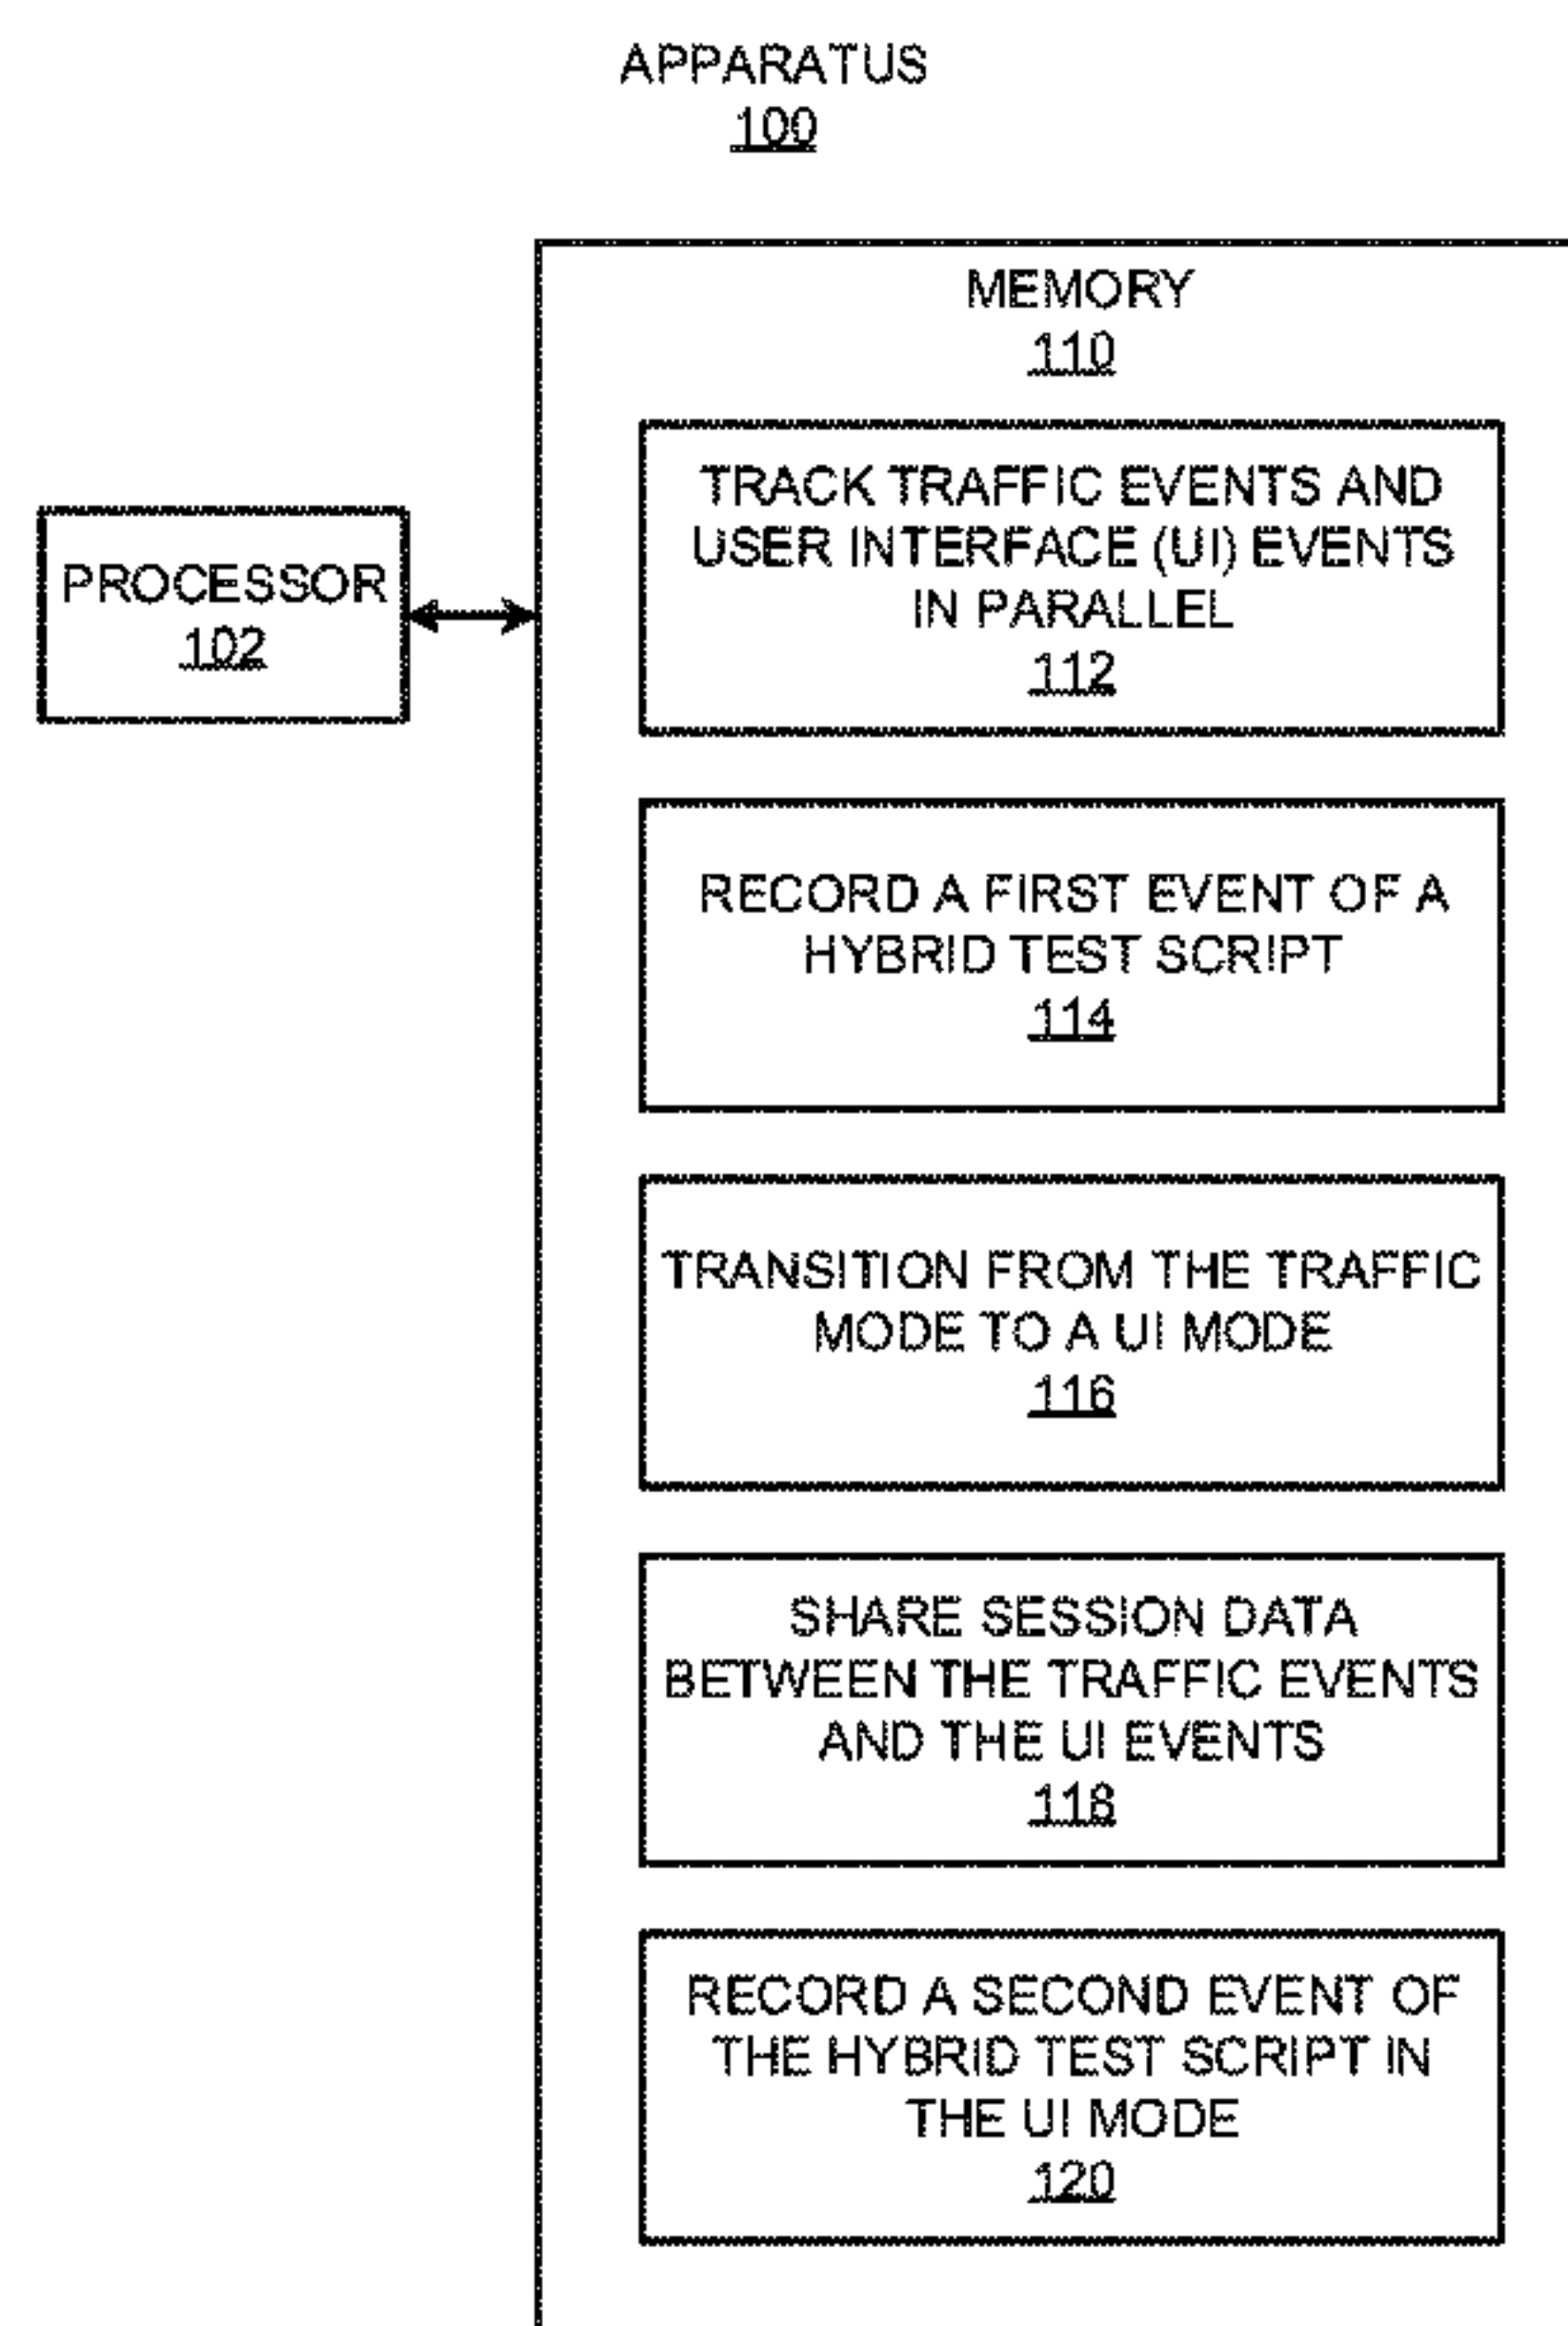 APPARATUS
100
MEMORY
110
PROCESSOR
102
TRACK TRAFFIC EVENTS AND
USER INTERFACE (UI) EVENTS
IN PARALLEL
112
RECORD A FIRST EVENT OF A
HYBRID TEST SCRIPT
114
TRANSITION FROM THE TRAFFIC
MODE TO A UI MODE
116
SHARE SESSION DATA
BETWEEN THE TRAFFIC EVENTS
AND THE UI EVENTS
118
RECORD A SECOND EVENT OF
THE HYBRID TEST SCRIPT IN
THE UI MODE
120